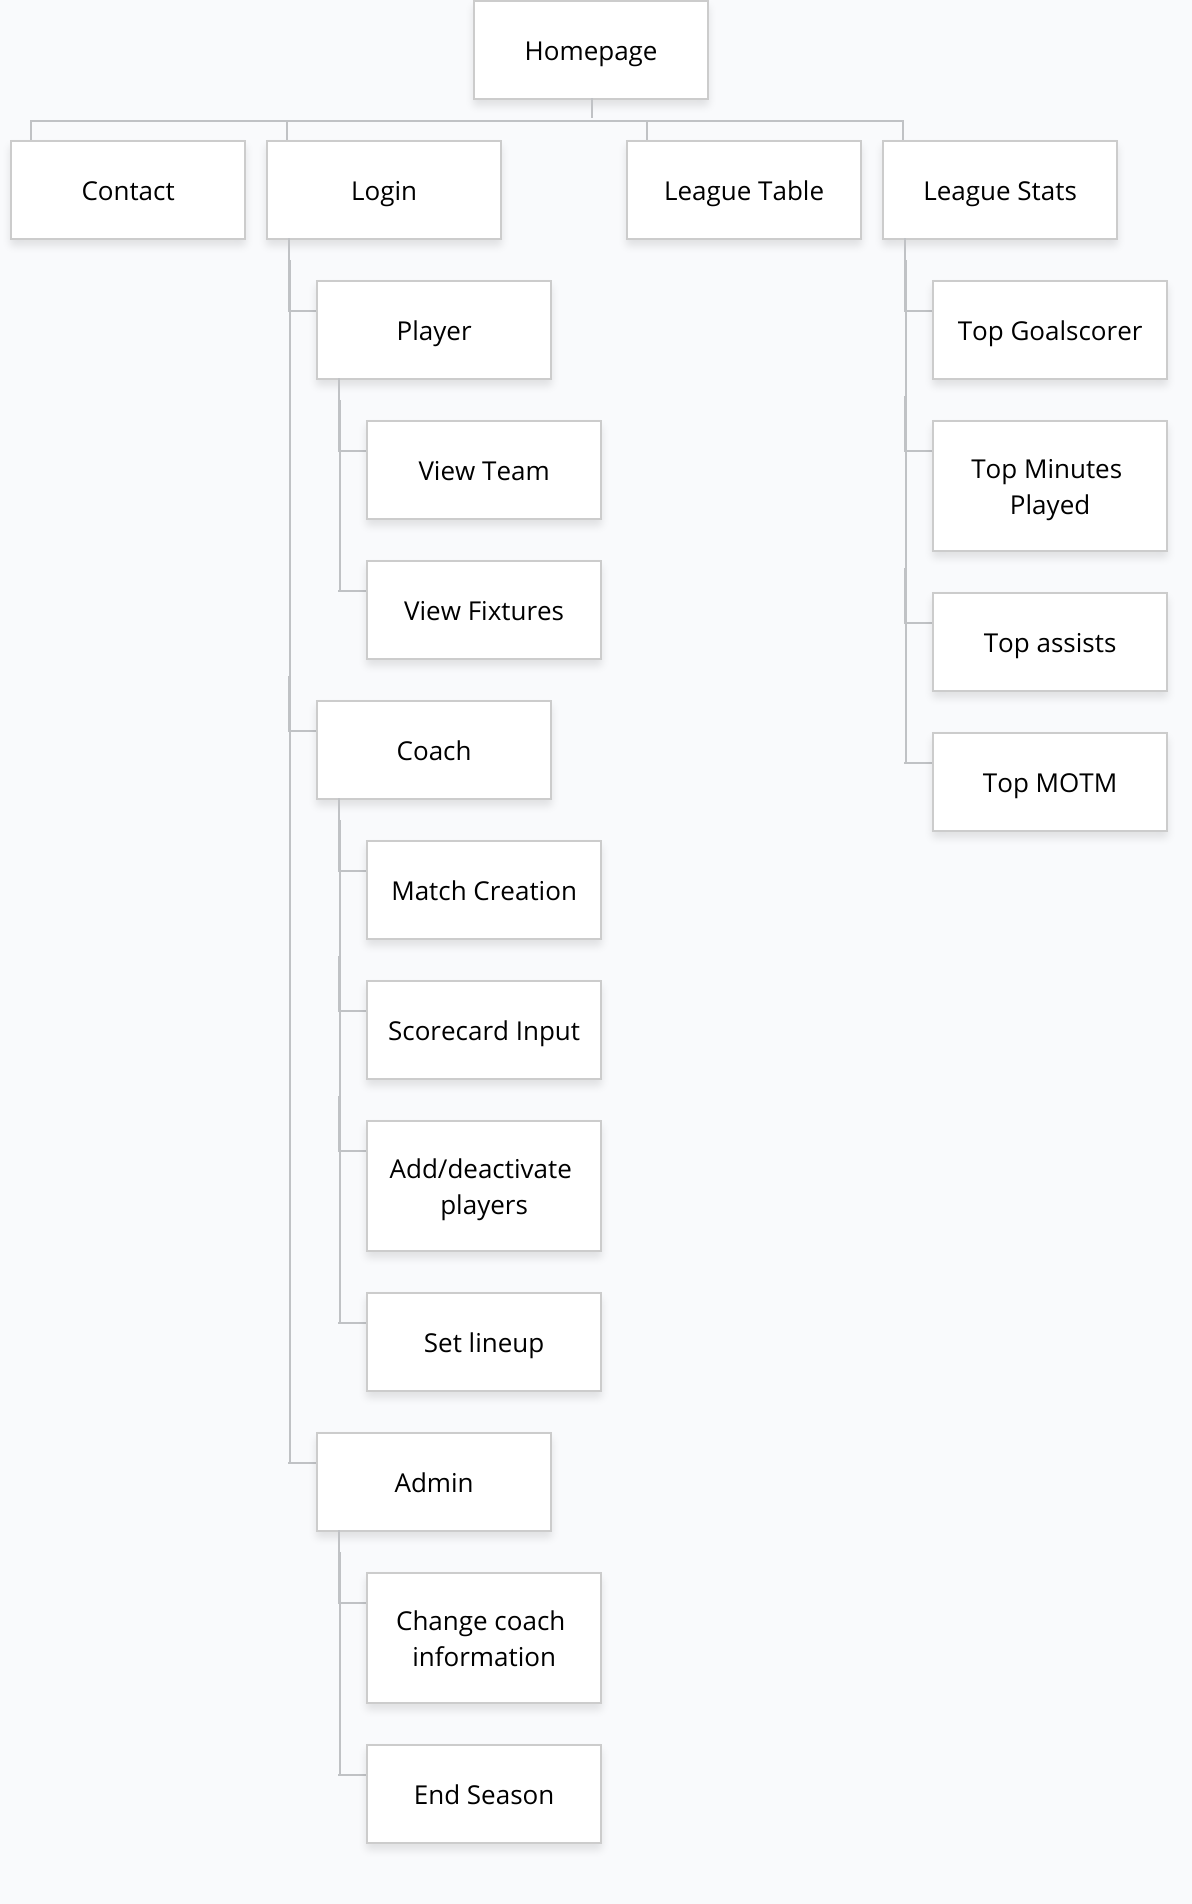 Homepage
Contact
Login
League Table
League Stats
Player
Top Goalscorer
View Team
Top Minutes
Played
View Fixtures
Top assists
Coach
Top MOTM
Match Creation
Scorecard Input
Add/deactivate
players
Set lineup
Admin
Change coach
information
End Season